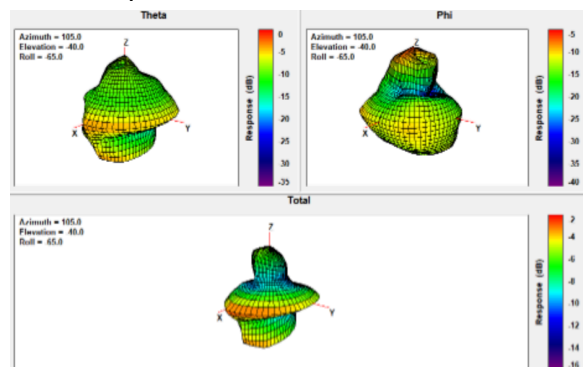 Theta
Azimuth = 105.0
Elevation = -40.0
Roll = -65.0
Z
X
Y
0
-5
-10
-15
-20
25
30
-35
Response (dB)
Phi
Azimuth = 105.0
Elevation = -40.0
Roll = -65.0
Z
X
Y
-5
-10
-15
-20
-25
30
35
-40
Response (dB)
Total
Azimuth = 105.0
Elevation = -40.0
Roll = -65.0
Z
X
Y
2
-4
-6
-8
-10
-12
-14
-16
Response (dB)